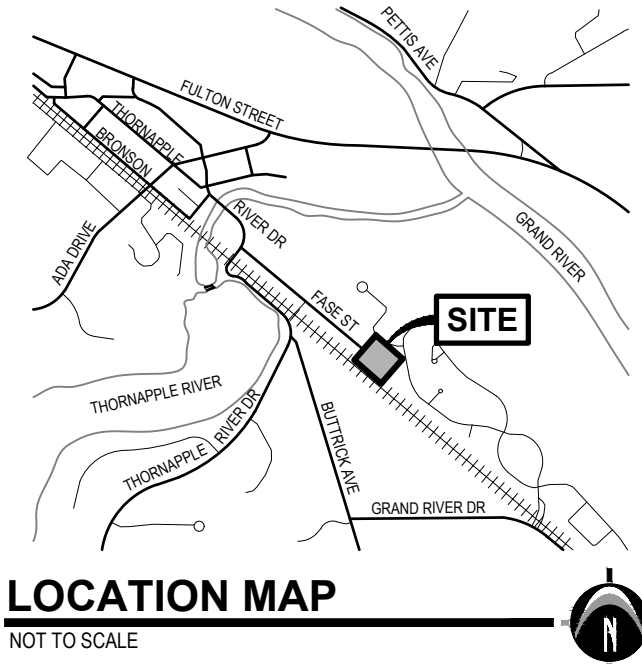 PETTIS AVE
FULTON STREET
THORNAPPLE
BRONSON
RIVER DR
GRAND RIVER
ADA DRIVE
FASE ST
SITE
THORNAPPLE RIVER
THORNAPPLE RIVER DR
BUTTRICK AVE
GRAND RIVER DR
LOCATION MAP
NOT TO SCALE
N